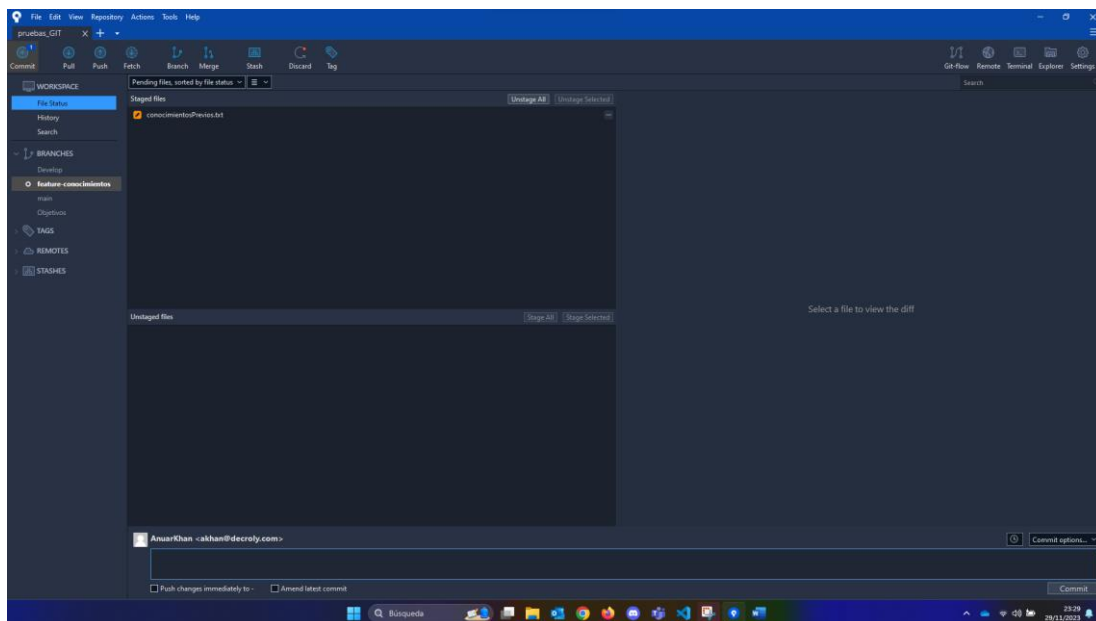 File Edit View Repository Actions Tools Help
pruebas_GIT
1
Commit Pull Push Fetch Branch Merge Stash Discard Tag Git-flow Remote Terminal Explorer Settings
WORKSPACE
File Status
History
Search
BRANCHES
Develop
feature-conocimientos
main
Objetivos
TAGS
REMOTES
STASHES
Pending files, sorted by file status
Search
Staged files Unstage All Unstage Selected
conocimientosPrevios.txt
Unstaged files Stage All Stage Selected
Select a file to view the diff
AnuarKhan <akhan@decroly.com>
Commit options...
Push changes immediately to - Amend latest commit
Commit
Búsqueda
23:29
29/11/2023